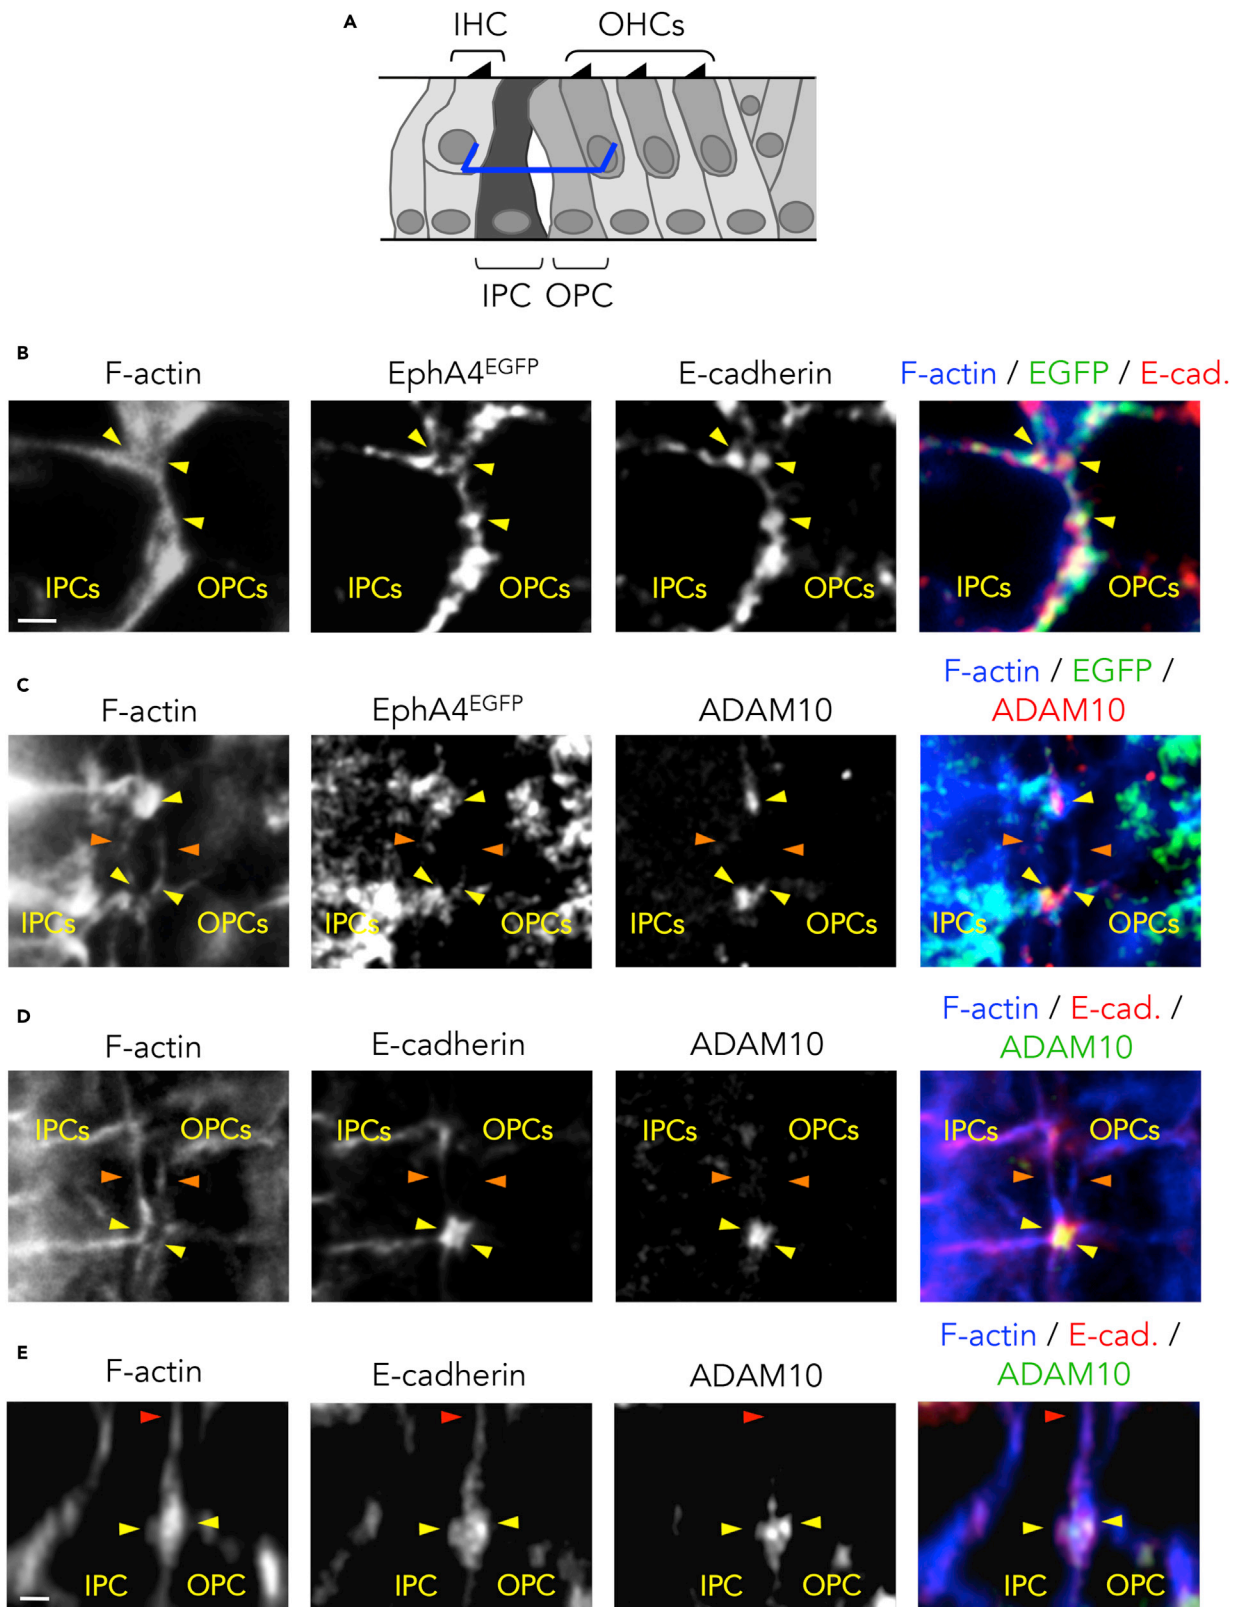 A
IHC OHCs
IPC OPC
B
F-actin EphA4EGFP E-cadherin F-actin / EGFP / E-cad.
IPCs OPCs IPCs OPCs IPCs OPCs IPCs OPCs
C
F-actin / EGFP /
F-actin EphA4EGFP ADAM10 ADAM10
IPCs OPCs IPCs OPCs IPCs OPCs IPCs OPCs
D
F-actin / E-cad. /
F-actin E-cadherin ADAM10 ADAM10
IPCs OPCs IPCs OPCs IPCs OPCs IPCs OPCs
E
F-actin / E-cad. /
F-actin E-cadherin ADAM10 ADAM10
IPC OPC IPC OPC IPC OPC IPC OPC